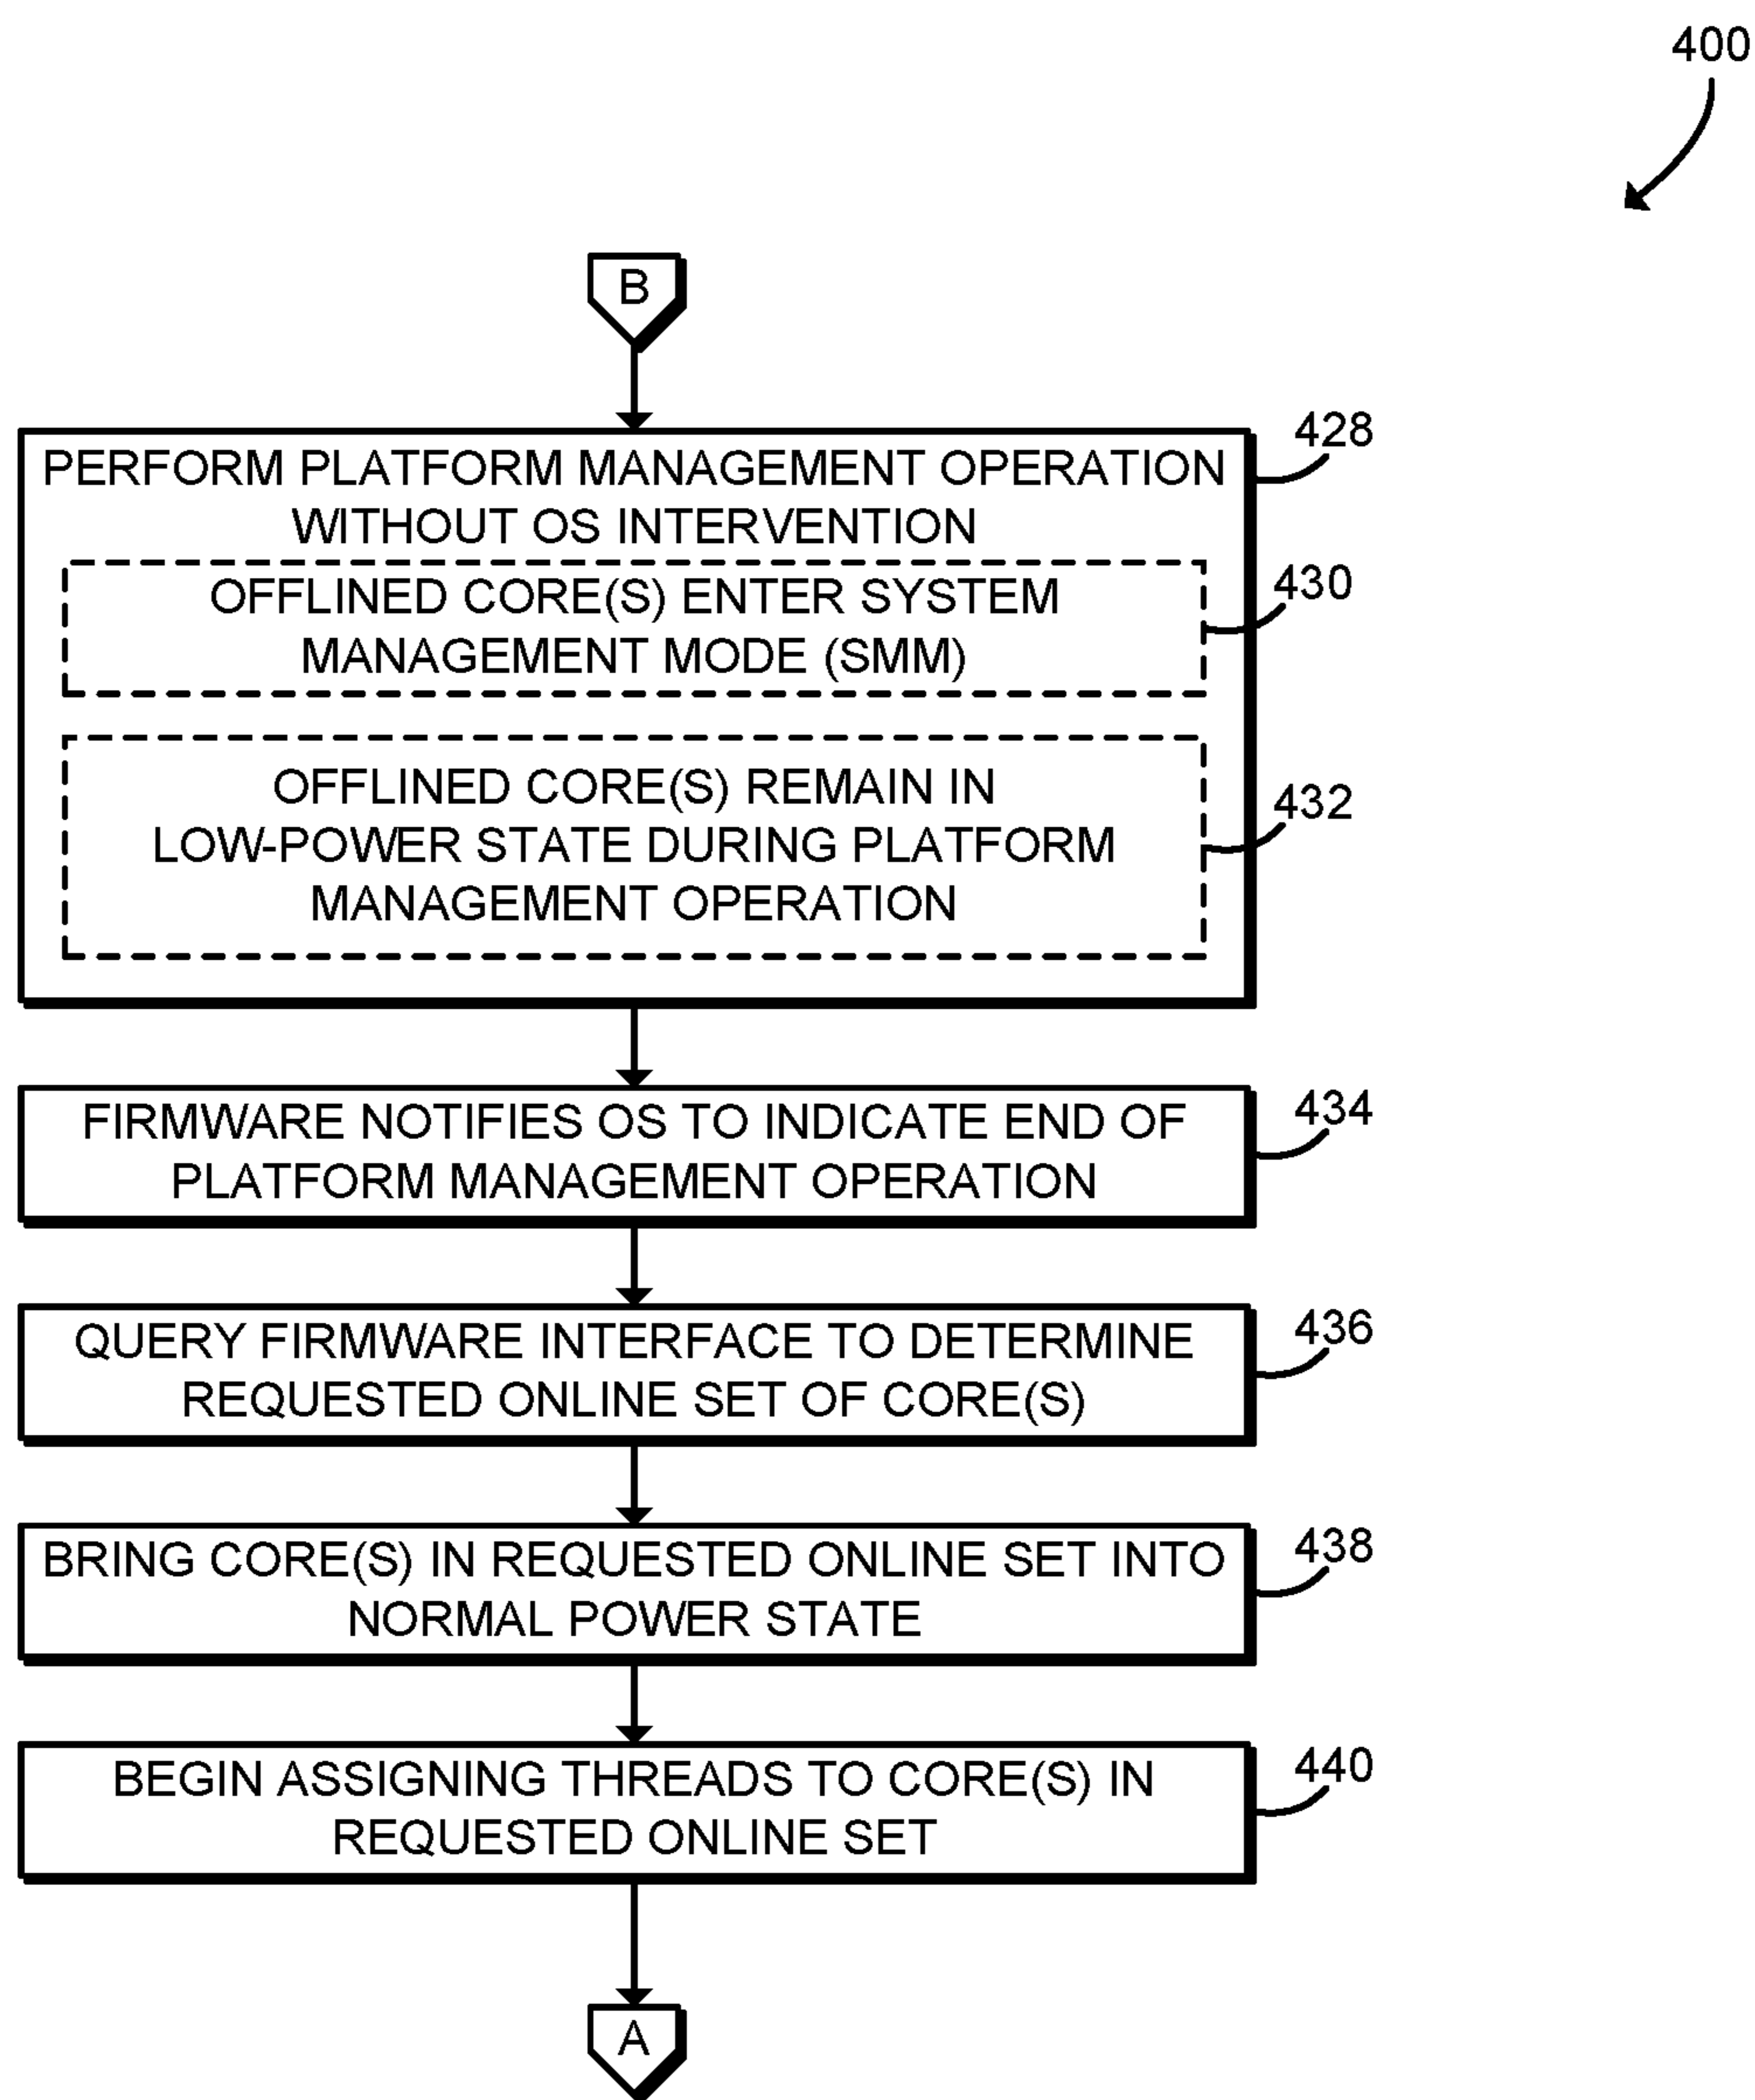 400
B
PERFORM PLATFORM MANAGEMENT OPERATION
WITHOUT OS INTERVENTION
428
OFFLINED CORE(S) ENTER SYSTEM
MANAGEMENT MODE (SMM)
430
OFFLINED CORE(S) REMAIN IN
LOW-POWER STATE DURING PLATFORM
MANAGEMENT OPERATION
432
FIRMWARE NOTIFIES OS TO INDICATE END OF
PLATFORM MANAGEMENT OPERATION
434
QUERY FIRMWARE INTERFACE TO DETERMINE
REQUESTED ONLINE SET OF CORE(S)
436
BRING CORE(S) IN REQUESTED ONLINE SET INTO
NORMAL POWER STATE
438
BEGIN ASSIGNING THREADS TO CORE(S) IN
REQUESTED ONLINE SET
440
A